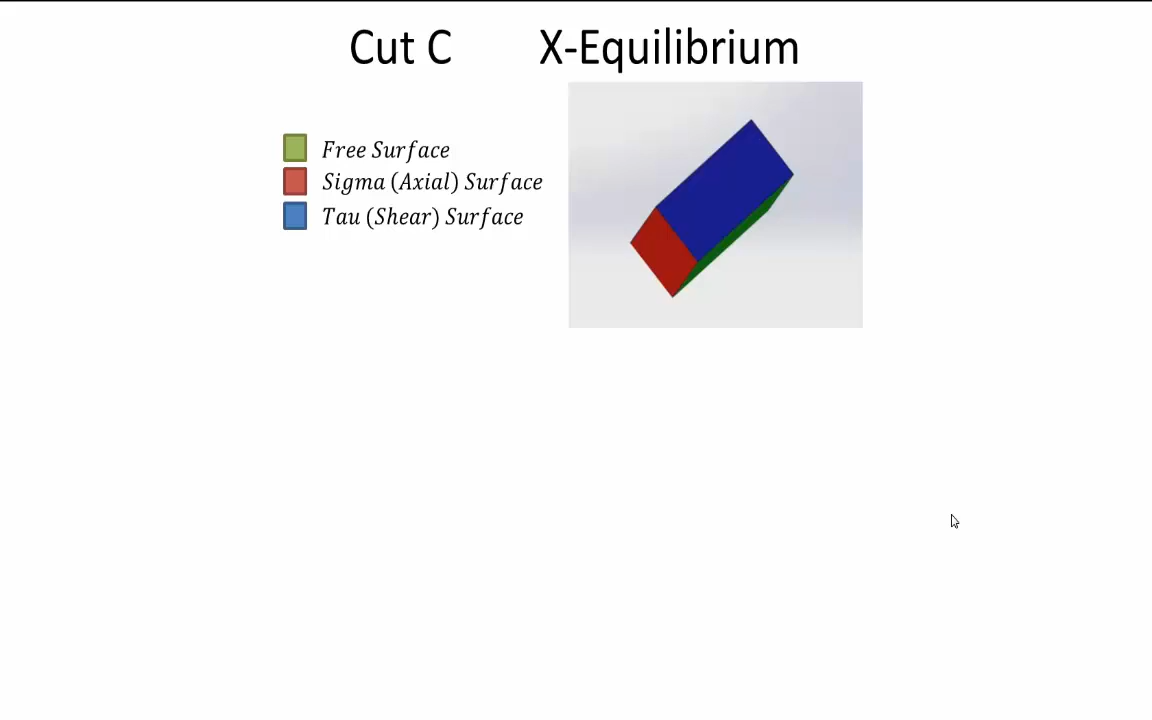 Cut C X-Equilibrium
Free Surface
Sigma (Axial) Surface
Tau (Shear) Surface